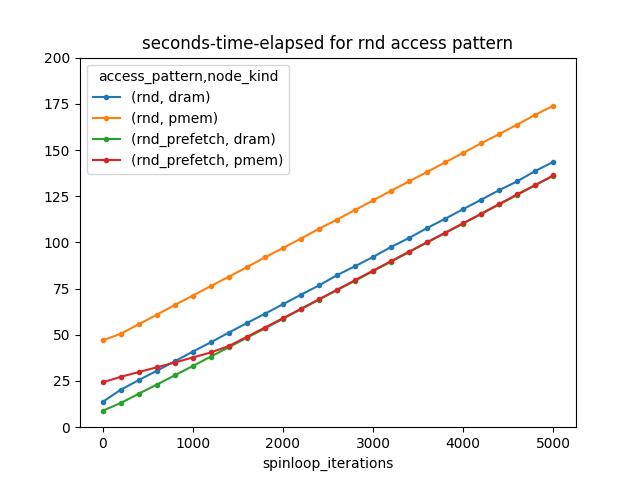 seconds-time-elapsed for rnd access pattern
200
175
150
125
100
75
50
25
0
access_pattern,node_kind
(rnd, dram)
(rnd, pmem)
(rnd_prefetch, dram)
(rnd_prefetch, pmem)
0 1000 2000 3000 4000 5000
spinloop_iterations